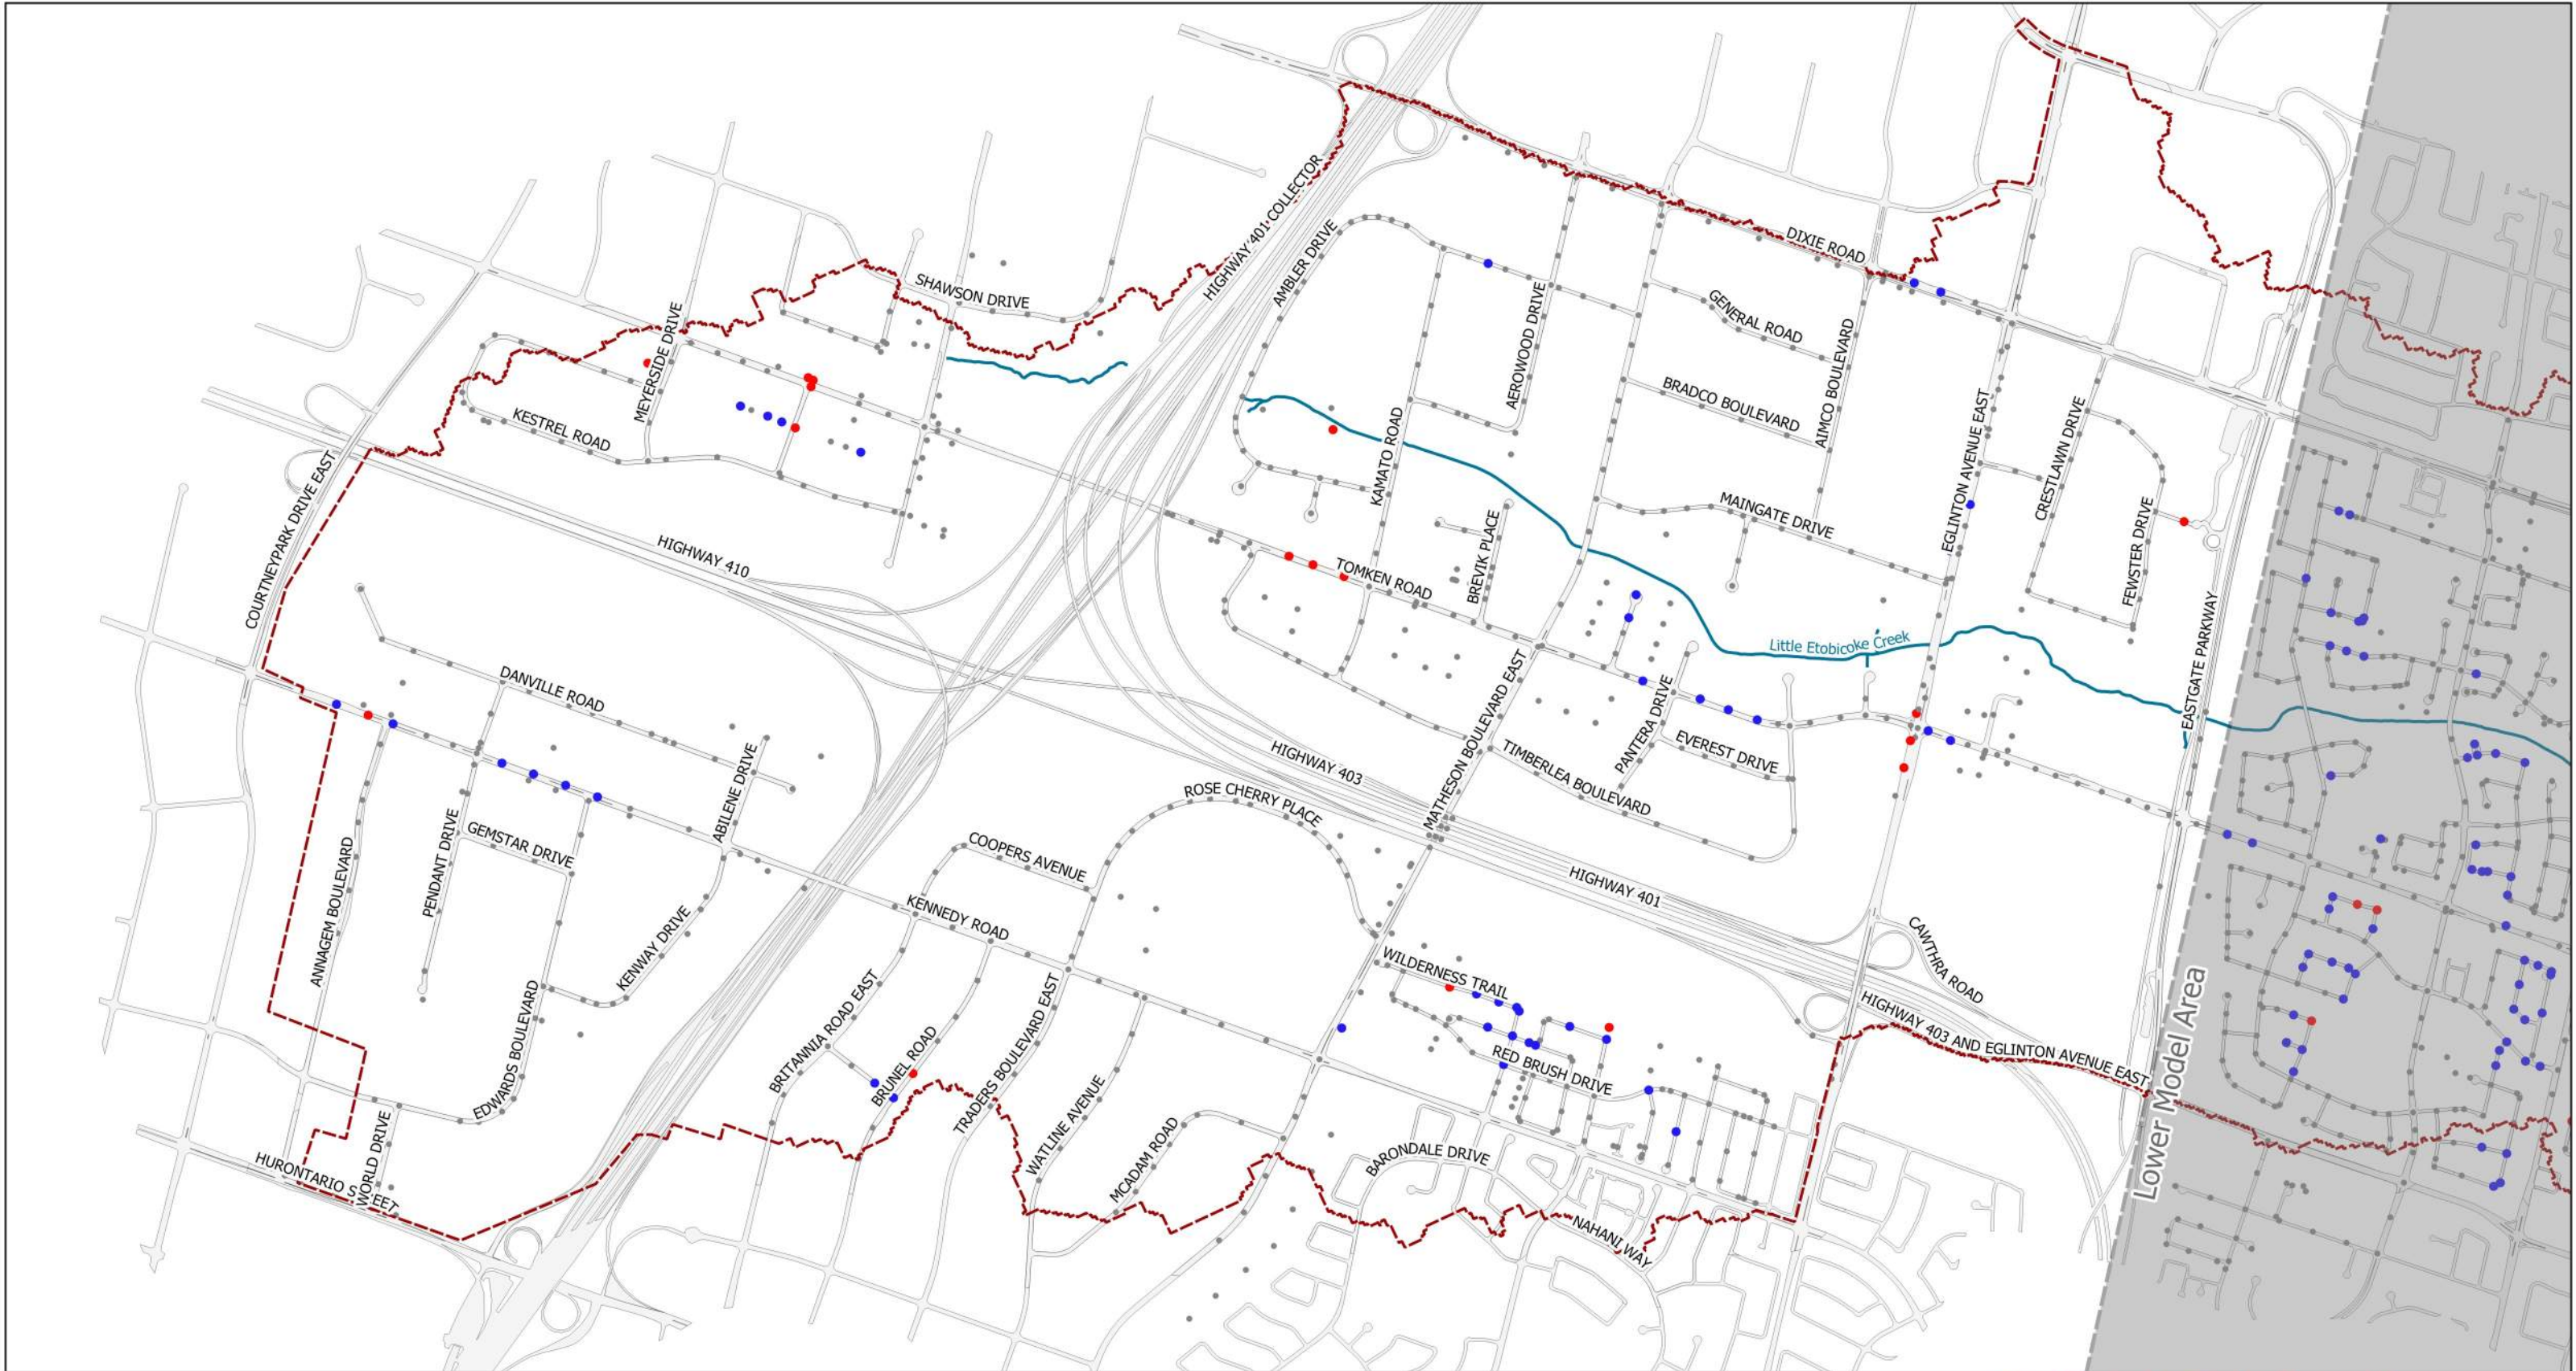 HIGHWAY 401 COLLECTOR
AMBLER DRIVE
DIXIE ROAD
SHAWSON DRIVE
MEYERSIDE DRIVE
KESTREL ROAD
GENERAL ROAD
AEROWOOD DRIVE
AIMCO BOULEVARD
BRADCO BOULEVARD
KAMATO ROAD
EGLINTON AVENUE EAST
CRESTLAWN DRIVE
COURTNEYPARK DRIVE EAST
HIGHWAY 410
MAINGATE DRIVE
BREVIK PLACE
FEWSTER DRIVE
TOMKEN ROAD
Little Etobicoke Creek
EASTGATE PARKWAY
DANVILLE ROAD
MATHESON BOULEVARD EAST
PANTERA DRIVE
EVEREST DRIVE
ABILENE DRIVE
HIGHWAY 403
TIMBERLEA BOULEVARD
ROSE CHERRY PLACE
PENDANT DRIVE
GEMSTAR DRIVE
COOPERS AVENUE
ANNAGEM BOULEVARD
HIGHWAY 401
KENNEDY ROAD
KENWAY DRIVE
CAWTHRA ROAD
WILDERNESS TRAIL
BRITANNIA ROAD EAST
EDWARDS BOULEVARD
HIGHWAY 403 AND EGLINTON AVENUE EAST
BRUNEL ROAD
TRADERS BOULEVARD EAST
RED BRUSH DRIVE
Lower Model Area
WATLINE AVENUE
MCADAM ROAD
BARONDALE DRIVE
WORLD DRIVE
HURONTARIO STREET
NAHANI WAY